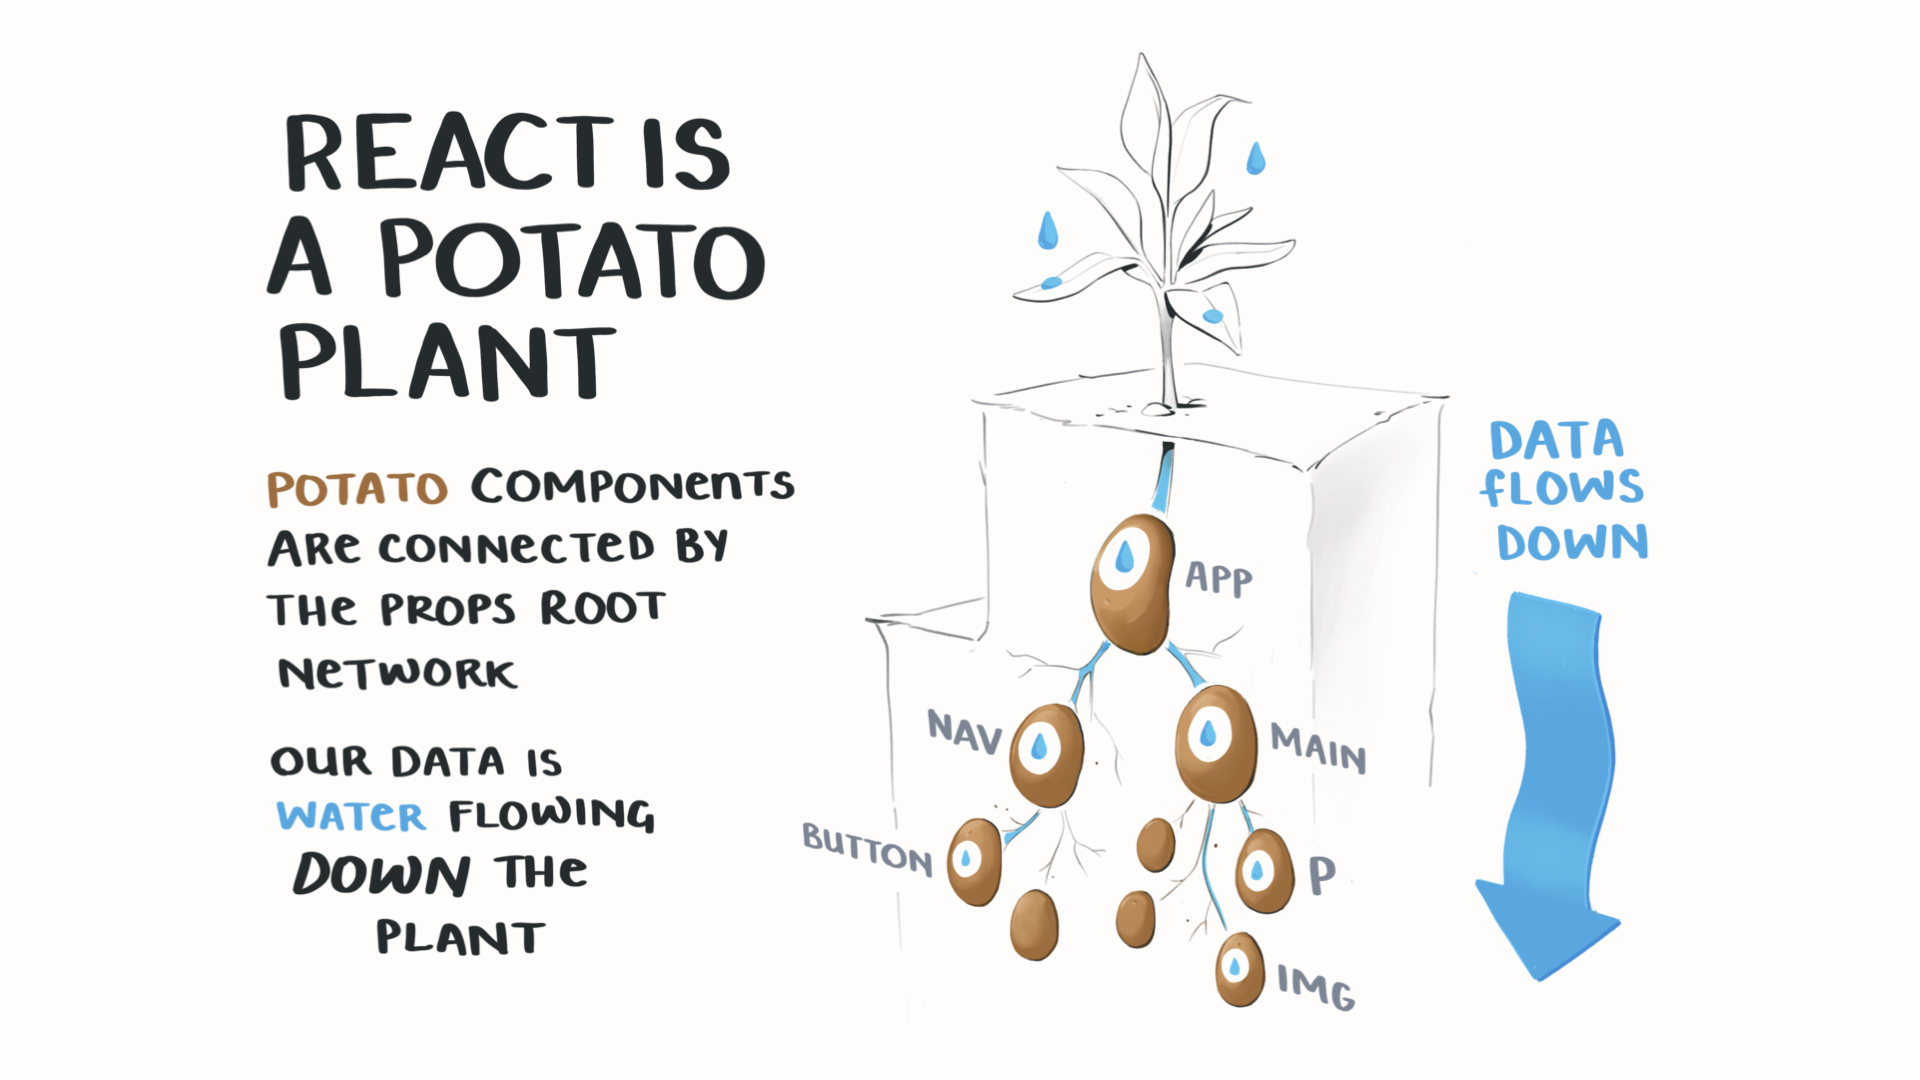 REACT IS
A POTATO
PLANT
POTATO COMPONENTS
ARE CONNECTED BY
THE PROPS ROOT
NETWORK
OUR DATA IS
WATER FLOWING
DOWN THE
PLANT
DATA
FLOWS
DOWN
APP
NAV
MAIN
BUTTON
P
IMG